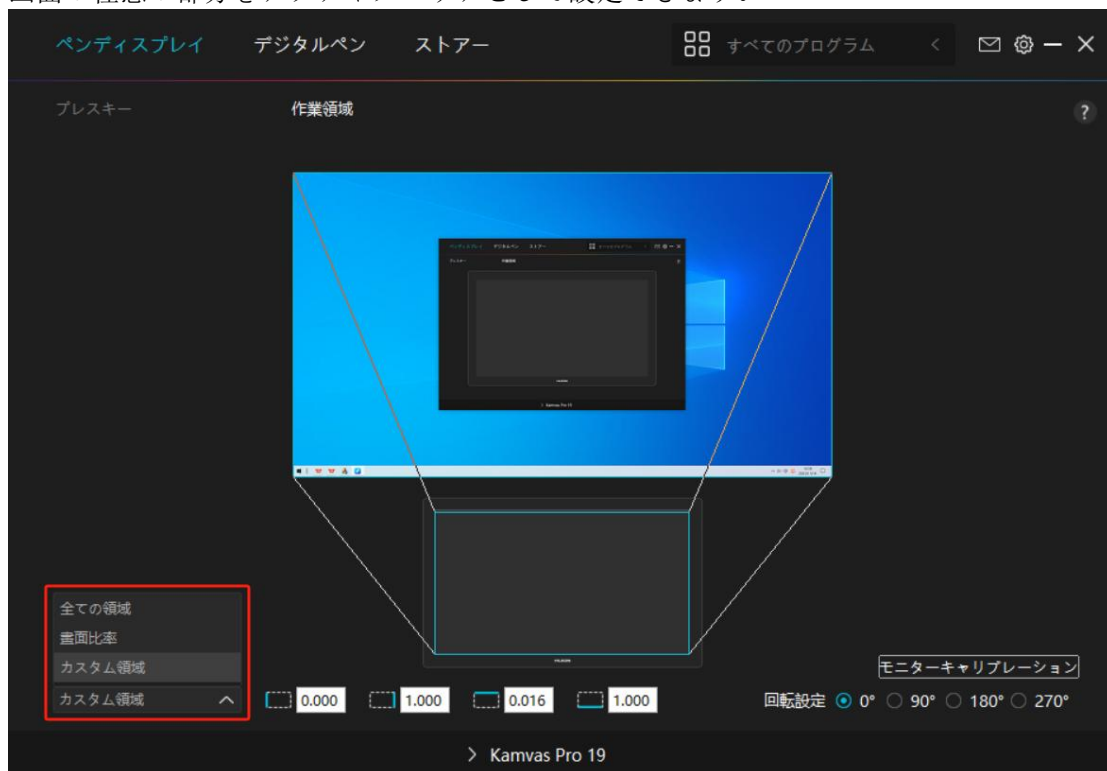 画面の任意の部分をアクティブエリアとして設定できます。
ペンディスプレイ デジタルペン ストアー すべてのプログラム
プレスキー 作業領域 ?
全ての領域
畫面比率
カスタム領域
モニターキャリプレーション
カスタム領域 0.000 1.000 0.016 1.000 回転設定 0° 90° 180° 270°
Kamvas Pro 19